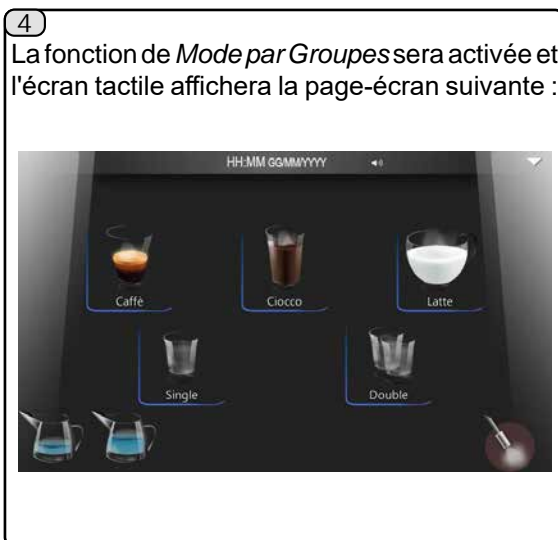 4
La fonction de Mode par Groupes sera activée et
l'écran tactile affichera la page-écran suivante :
HH:MM GG/MM/YYYY
Caffè Ciocco Latte
Single Double